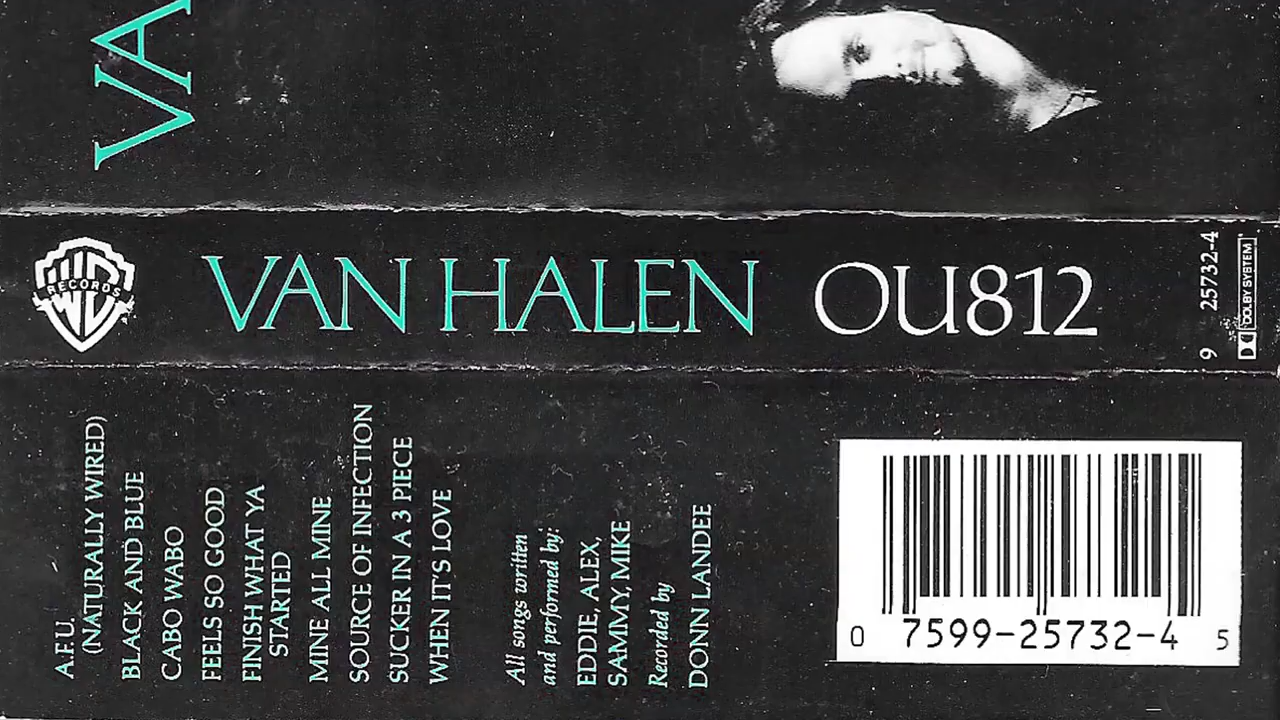 VA
WB
RECORDS
VAN HALEN OU812
9 25732-4
DOLBY SYSTEM
A.F.U.
(NATURALLY WIRED)
BLACK AND BLUE
CABO WABO
FEELS SO GOOD
FINISH WHAT YA
STARTED
MINE ALL MINE
SOURCE OF INFECTION
SUCKER IN A 3 PIECE
WHEN IT'S LOVE
All songs written
and performed by:
EDDIE, ALEX,
SAMMY, MIKE
Recorded by
DONN LANDEE
0 7599-25732-4 5